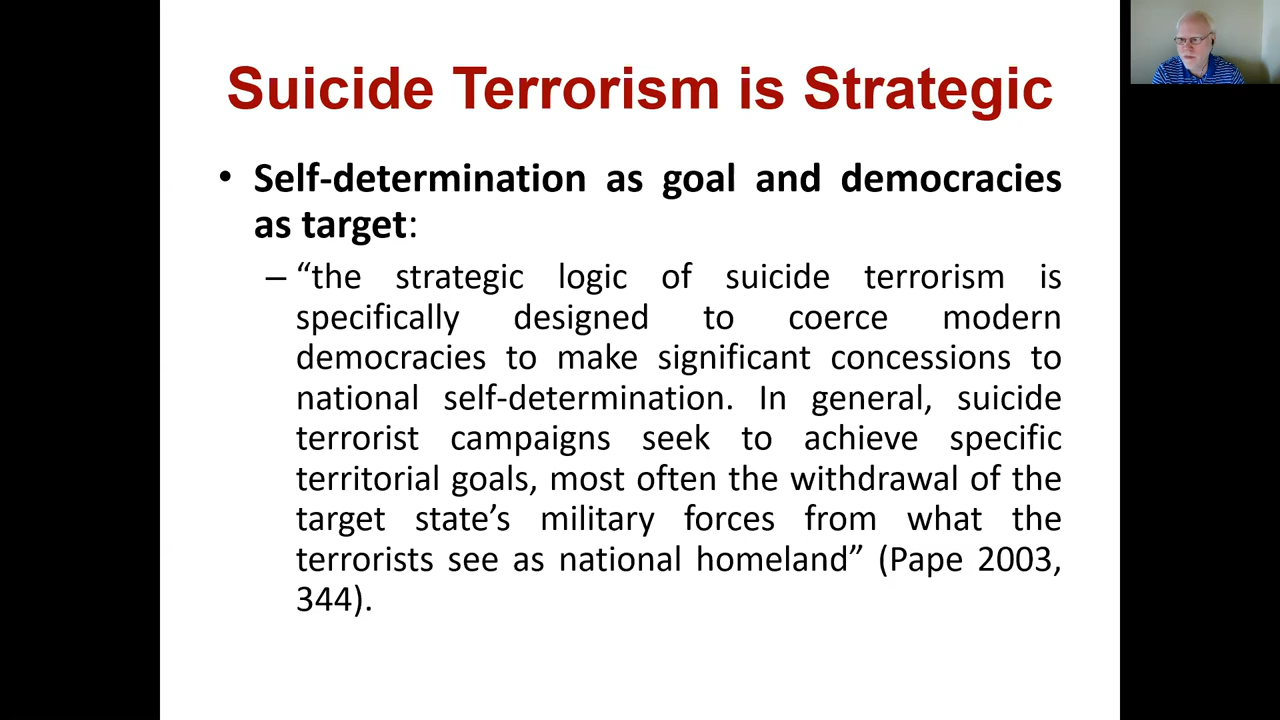 Suicide Terrorism is Strategic
• Self-determination as goal and democracies
as target:
– “the strategic logic of suicide terrorism is
specifically designed to coerce modern
democracies to make significant concessions to
national self-determination. In general, suicide
terrorist campaigns seek to achieve specific
territorial goals, most often the withdrawal of the
target state’s military forces from what the
terrorists see as national homeland” (Pape 2003,
344).